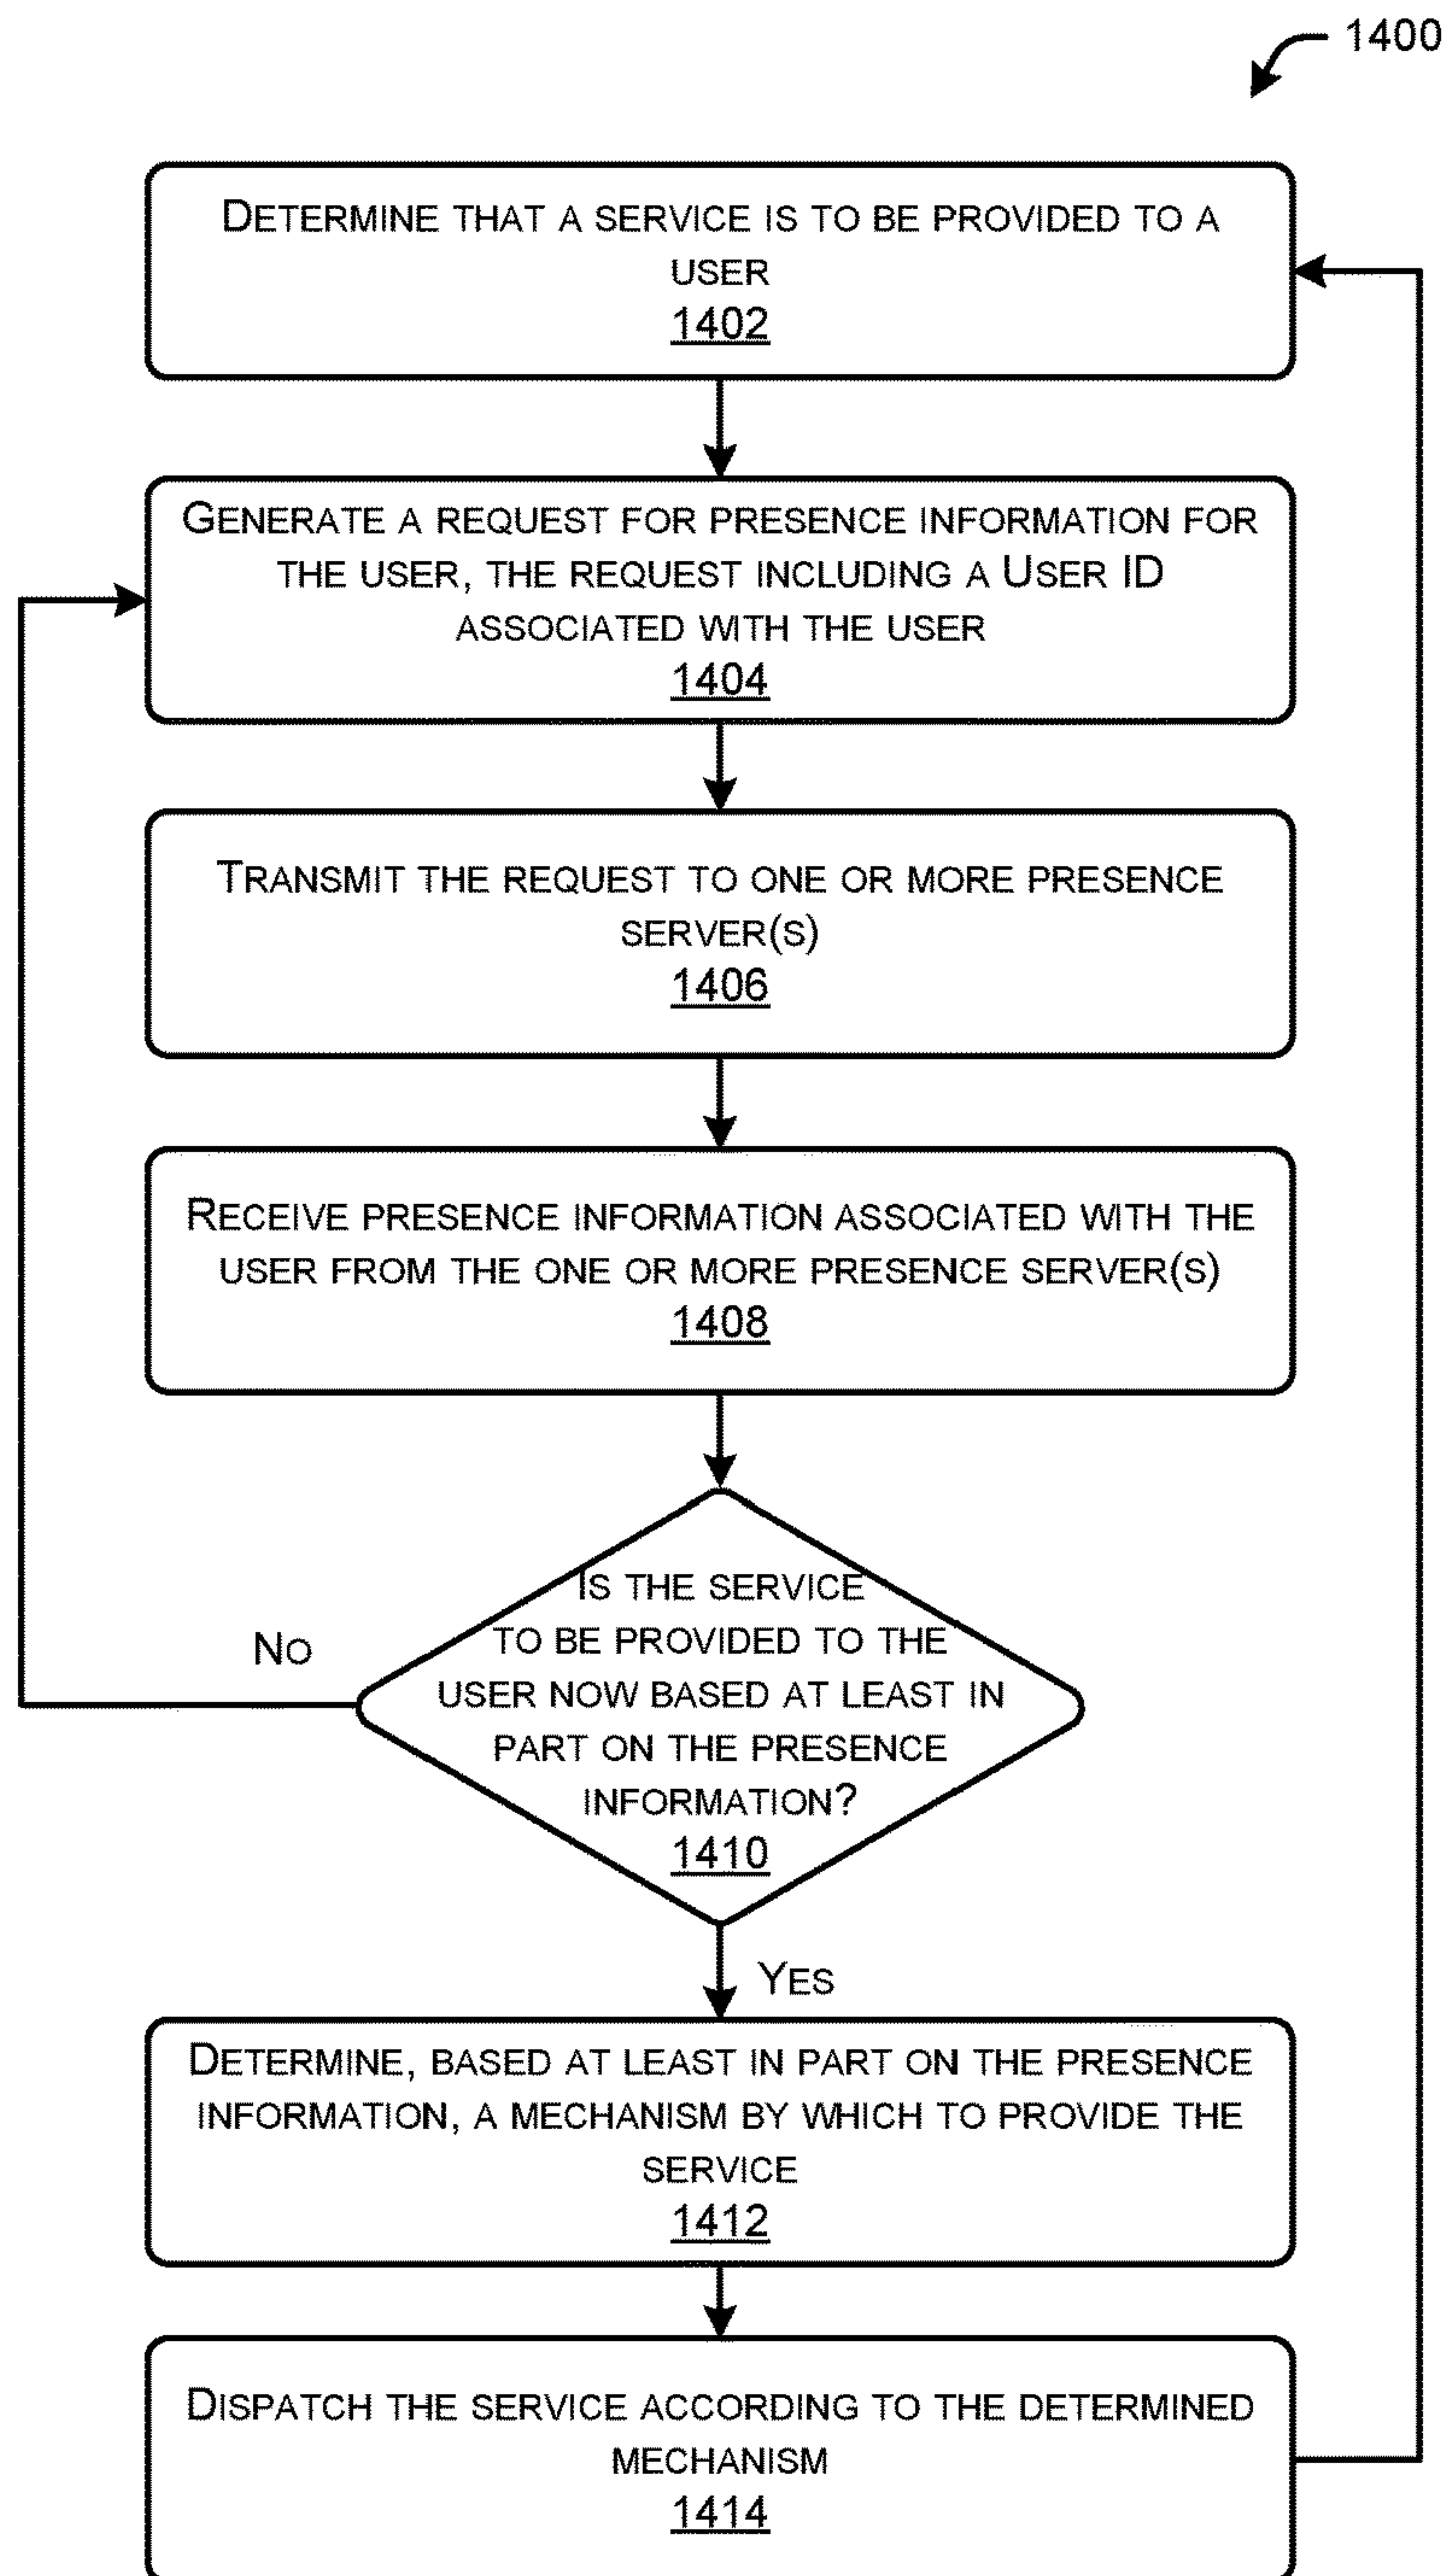 1400
DETERMINE THAT A SERVICE IS TO BE PROVIDED TO A
USER
1402
GENERATE A REQUEST FOR PRESENCE INFORMATION FOR
THE USER, THE REQUEST INCLUDING A USER ID
ASSOCIATED WITH THE USER
1404
TRANSMIT THE REQUEST TO ONE OR MORE PRESENCE
SERVER(S)
1406
RECEIVE PRESENCE INFORMATION ASSOCIATED WITH THE
USER FROM THE ONE OR MORE PRESENCE SERVER(S)
1408
IS THE SERVICE
TO BE PROVIDED TO THE
USER NOW BASED AT LEAST IN
PART ON THE PRESENCE
INFORMATION?
1410
NO
YES
DETERMINE, BASED AT LEAST IN PART ON THE PRESENCE
INFORMATION, A MECHANISM BY WHICH TO PROVIDE THE
SERVICE
1412
DISPATCH THE SERVICE ACCORDING TO THE DETERMINED
MECHANISM
1414